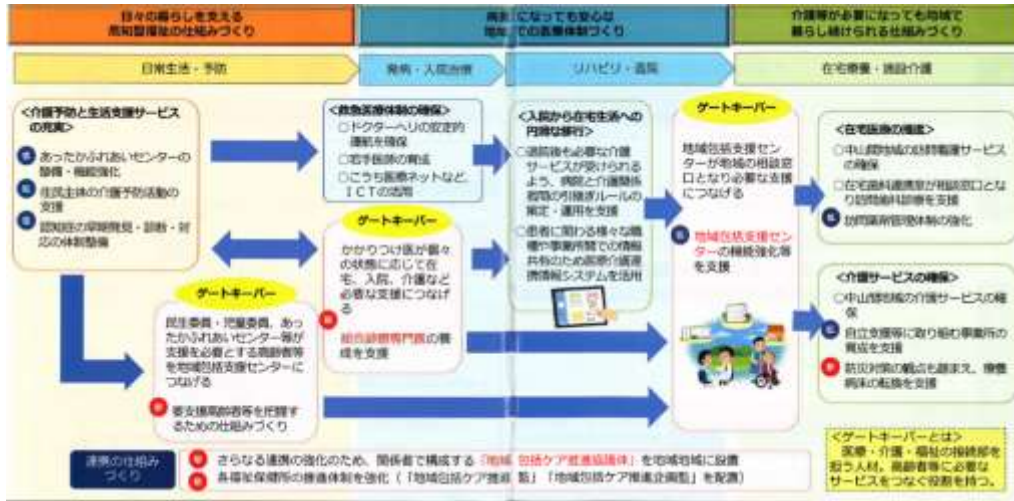 日々の暮らしを支える
高知型福祉の仕組みづくり
病気になっても安心な
地域での医療体制づくり
介護等が必要になっても地域で
暮らし続けられる仕組みづくり
日常生活・予防
発病・入院治療
リハビリ・退院
在宅療養・施設介護
<介護予防と生活支援サービス
の充実>
あったかふれあいセンターの
整備・機能強化
住民主体の介護予防活動の
支援
認知症の早期発見・診断・対
応の体制整備
<救急医療体制の確保>
○ドクターヘリの安定的
運航を確保
○若手医師の育成
○こうち医療ネットなど、
ICTの活用
<入院から在宅生活への
円滑な移行>
○退院後も必要な介護
サービスが受けられる
よう、病院と介護関係
機関の引継ぎルールの
策定・運用を支援
○患者に関わる様々な職
種や事業所間での情報
共有のため医療介護連
携情報システムを活用
ゲートキーパー
地域包括支援セン
ターが地域の相談窓
口となり必要な支援
につなげる
地域包括支援セン
ターの機能強化等
を支援
<在宅医療の推進>
○中山間地域の訪問看護サービス
の確保
○在宅歯科連携室が相談窓口とな
り訪問歯科診療を支援
訪問薬剤管理体制の強化
<介護サービスの確保>
○中山間地域の介護サービスの確
保
自立支援等に取り組む事業所の
育成を支援
防災対策の観点も踏まえ、療養
病床の転換を支援
ゲートキーパー
かかりつけ医が個々
の状態に応じて在
宅、入院、介護など
必要な支援につなげ
る
総合診療専門医の養
成を支援
ゲートキーパー
民生委員・児童委員、あっ
たかふれあいセンター等が
支援を必要とする高齢者等
を地域包括支援センターに
つなげる
要支援高齢者等を把握す
るための仕組みづくり
連携の仕組み
づくり
さらなる連携の強化のため、関係者で構成する「地域包括ケア推進協議体」を地域地域に設置
各福祉保健所の推進体制を強化（「地域包括ケア推進監」「地域包括ケア推進企画監」を配置）
<ゲートキーパーとは>
医療・介護・福祉の接続部を
担う人材。高齢者等に必要な
サービスをつなぐ役割を持つ。